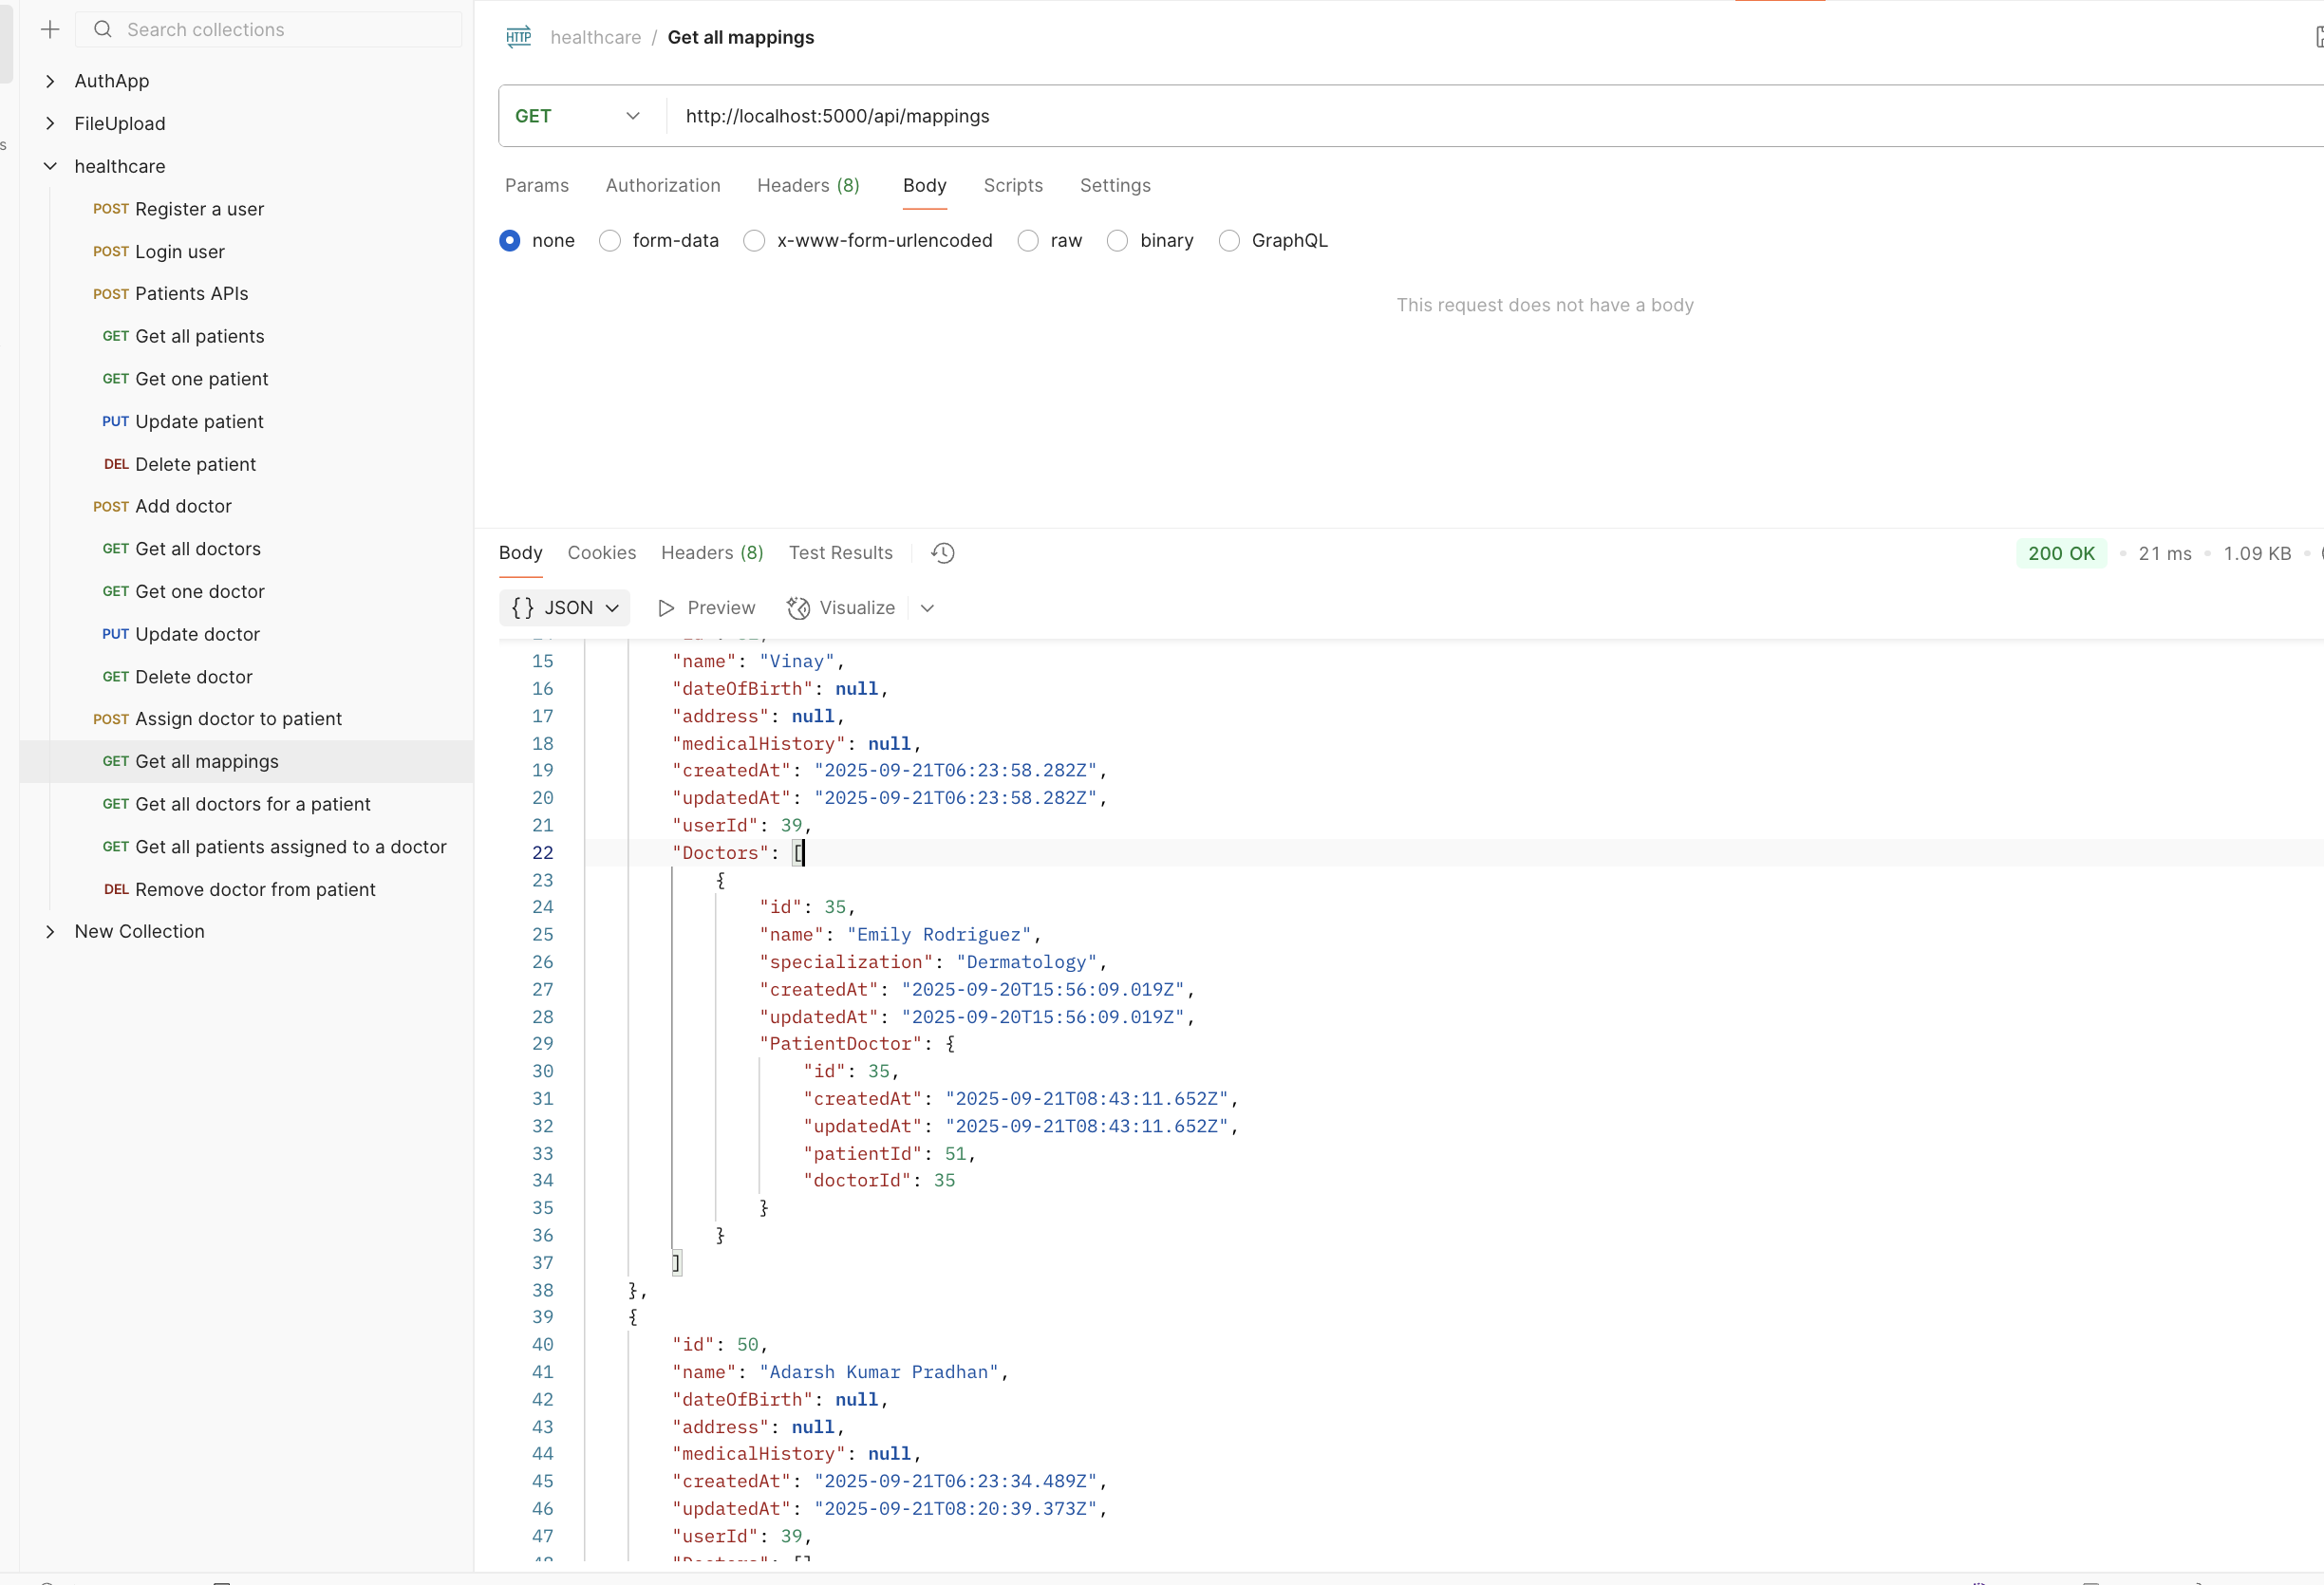 Search collections
AuthApp
FileUpload
healthcare
POST Register a user
POST Login user
POST Patients APIs
GET Get all patients
GET Get one patient
PUT Update patient
DEL Delete patient
POST Add doctor
GET Get all doctors
GET Get one doctor
PUT Update doctor
GET Delete doctor
POST Assign doctor to patient
GET Get all mappings
GET Get all doctors for a patient
GET Get all patients assigned to a doctor
DEL Remove doctor from patient
New Collection
HTTP healthcare / Get all mappings
GET http://localhost:5000/api/mappings
Params Authorization Headers (8) Body Scripts Settings
none form-data x-www-form-urlencoded raw binary GraphQL
This request does not have a body
Body Cookies Headers (8) Test Results 200 OK • 21 ms • 1.09 KB •
{} JSON Preview Visualize
15 "name": "Vinay",
16 "dateOfBirth": null,
17 "address": null,
18 "medicalHistory": null,
19 "createdAt": "2025-09-21T06:23:58.282Z",
20 "updatedAt": "2025-09-21T06:23:58.282Z",
21 "userId": 39,
22 "Doctors": [
23 {
24 "id": 35,
25 "name": "Emily Rodriguez",
26 "specialization": "Dermatology",
27 "createdAt": "2025-09-20T15:56:09.019Z",
28 "updatedAt": "2025-09-20T15:56:09.019Z",
29 "PatientDoctor": {
30 "id": 35,
31 "createdAt": "2025-09-21T08:43:11.652Z",
32 "updatedAt": "2025-09-21T08:43:11.652Z",
33 "patientId": 51,
34 "doctorId": 35
35 }
36 }
37 ]
38 },
39 {
40 "id": 50,
41 "name": "Adarsh Kumar Pradhan",
42 "dateOfBirth": null,
43 "address": null,
44 "medicalHistory": null,
45 "createdAt": "2025-09-21T06:23:34.489Z",
46 "updatedAt": "2025-09-21T08:20:39.373Z",
47 "userId": 39,